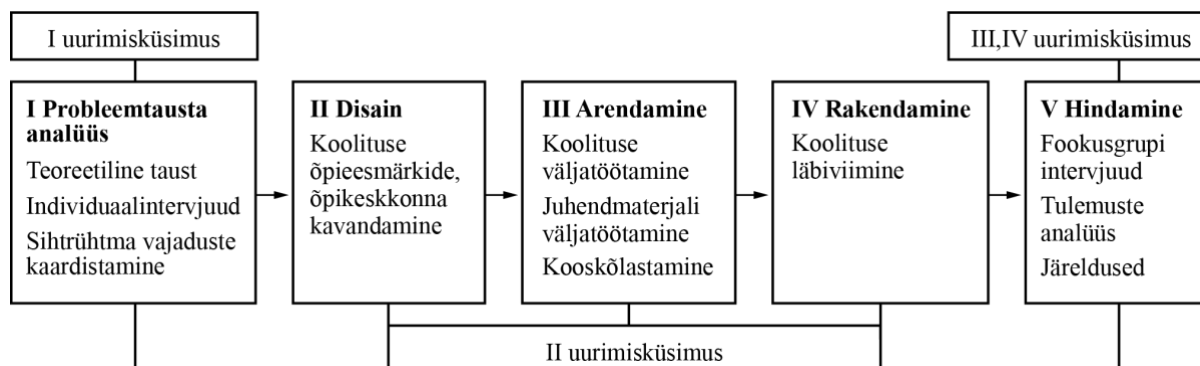 I uurimisküsimus
III,IV uurimisküsimus
I Probleemtausta
analüüs
Teoreetiline taust
Individuaalintervjuud
Sihtrühtma vajaduste
kaardistamine
II Disain
Koolituse
õpieesmärkide,
õpikeskkonna
kavandamine
III Arendamine
Koolituse
väljatöötamine
Juhendmaterjali
väljatöötamine
Kooskõlastamine
IV Rakendamine
Koolituse
läbiviimine
V Hindamine
Fookusgrupi
intervjuud
Tulemuste
analüüs
Järeldused
II uurimisküsimus